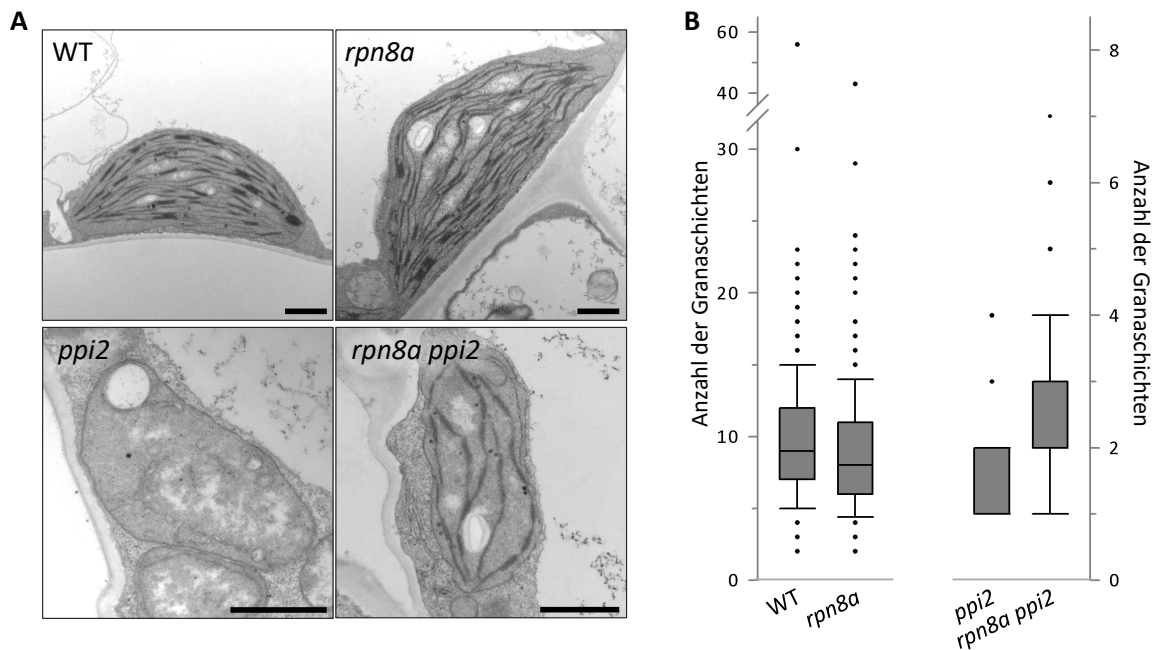 A
WT
rpn8a
ppi2
rpn8a ppi2
B
Anzahl der Granaschichten
60
40
30
20
10
0
WT
rpn8a
ppi2
rpn8a ppi2
8
6
4
2
0
Anzahl der Granaschichten